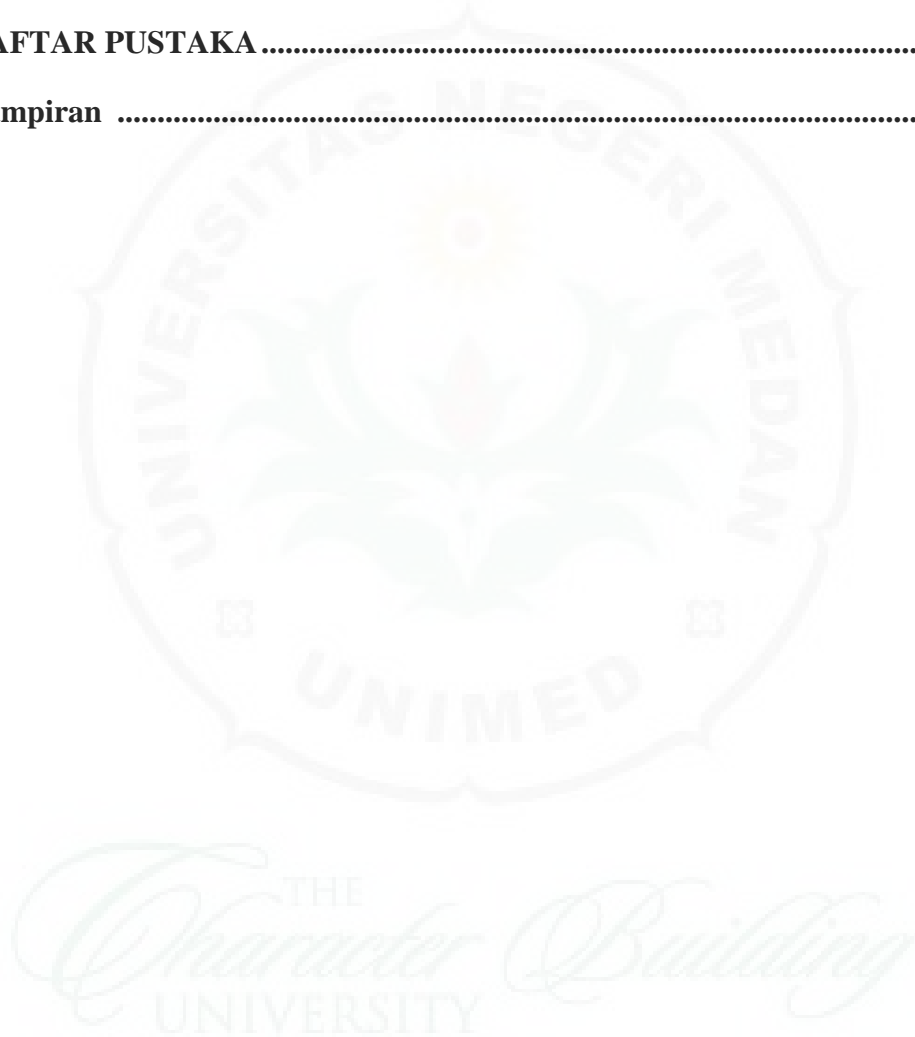 AFTAR PUSTAKA....................................................................................
mpiran ......................................................................................................
UNIVERSITAS NEGERI MEDAN
UNIMED
THE
Character Building
UNIVERSITY